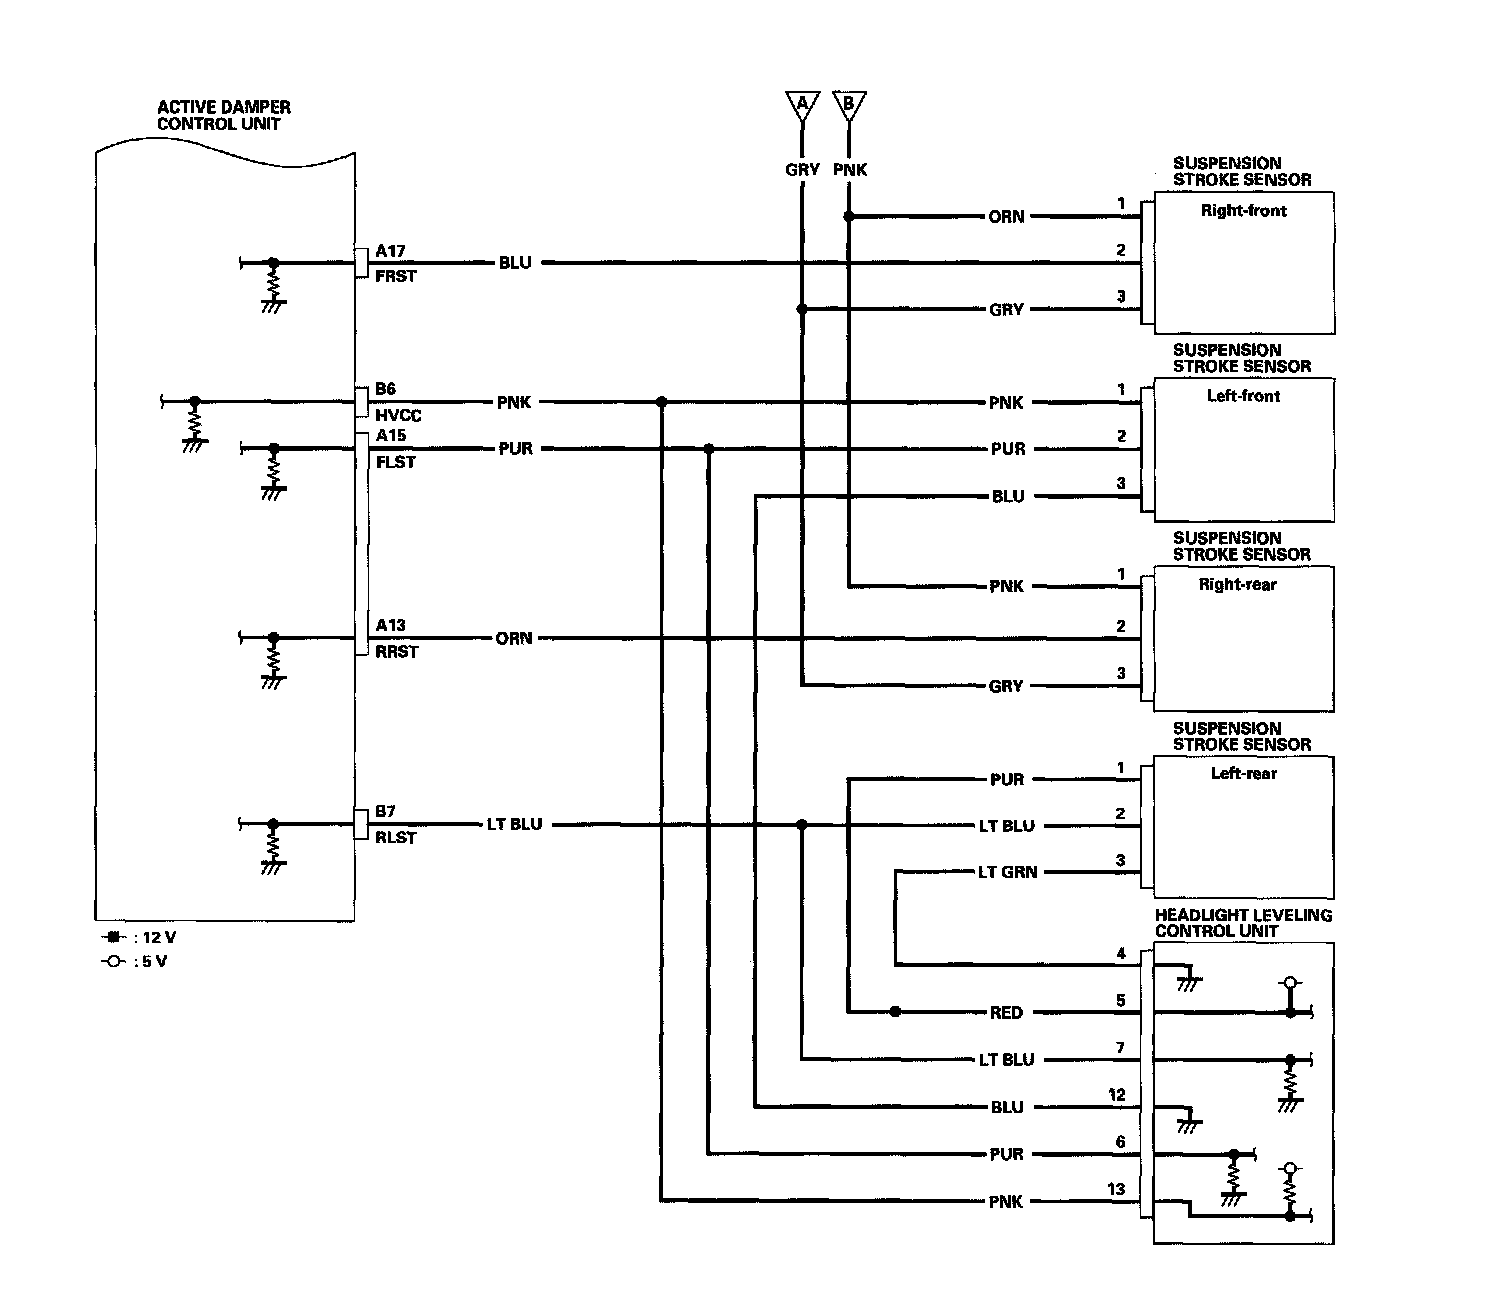 ACTIVE DAMPER
CONTROL UNIT
A
B
GRY
PNK
SUSPENSION
STROKE SENSOR
Right-front
ORN
1
A17
FRST
BLU
2
GRY
3
SUSPENSION
STROKE SENSOR
Left-front
B6
HVCC
PNK
PNK
1
A15
FLST
PUR
PUR
2
BLU
3
SUSPENSION
STROKE SENSOR
Right-rear
PNK
1
A13
RRST
ORN
2
GRY
3
SUSPENSION
STROKE SENSOR
Left-rear
PUR
1
B7
RLST
LT BLU
LT BLU
2
LT GRN
3
: 12 V
: 5 V
HEADLIGHT LEVELING
CONTROL UNIT
4
RED
5
LT BLU
7
BLU
12
PUR
6
PNK
13